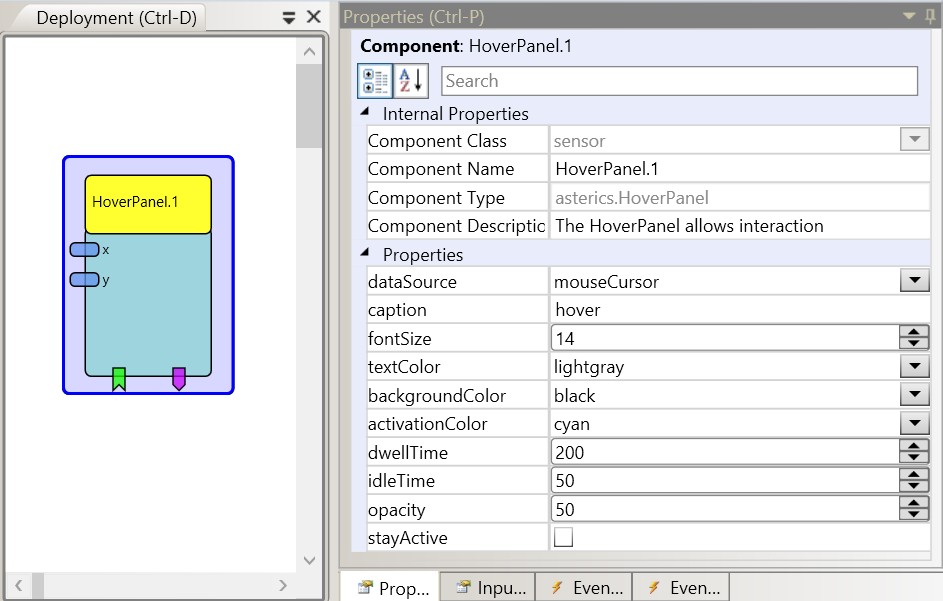 Deployment (Ctrl-D)
HoverPanel.1
x
y
Properties (Ctrl-P)
Component: HoverPanel.1
A
Z
Search
Internal Properties
Component Class sensor
Component Name HoverPanel.1
Component Type asterics.HoverPanel
Component Descriptic The HoverPanel allows interaction
Properties
dataSource mouseCursor
caption hover
fontSize 14
textColor lightgray
backgroundColor black
activationColor cyan
dwellTime 200
idleTime 50
opacity 50
stayActive
Prop... Inpu... Even... Even...